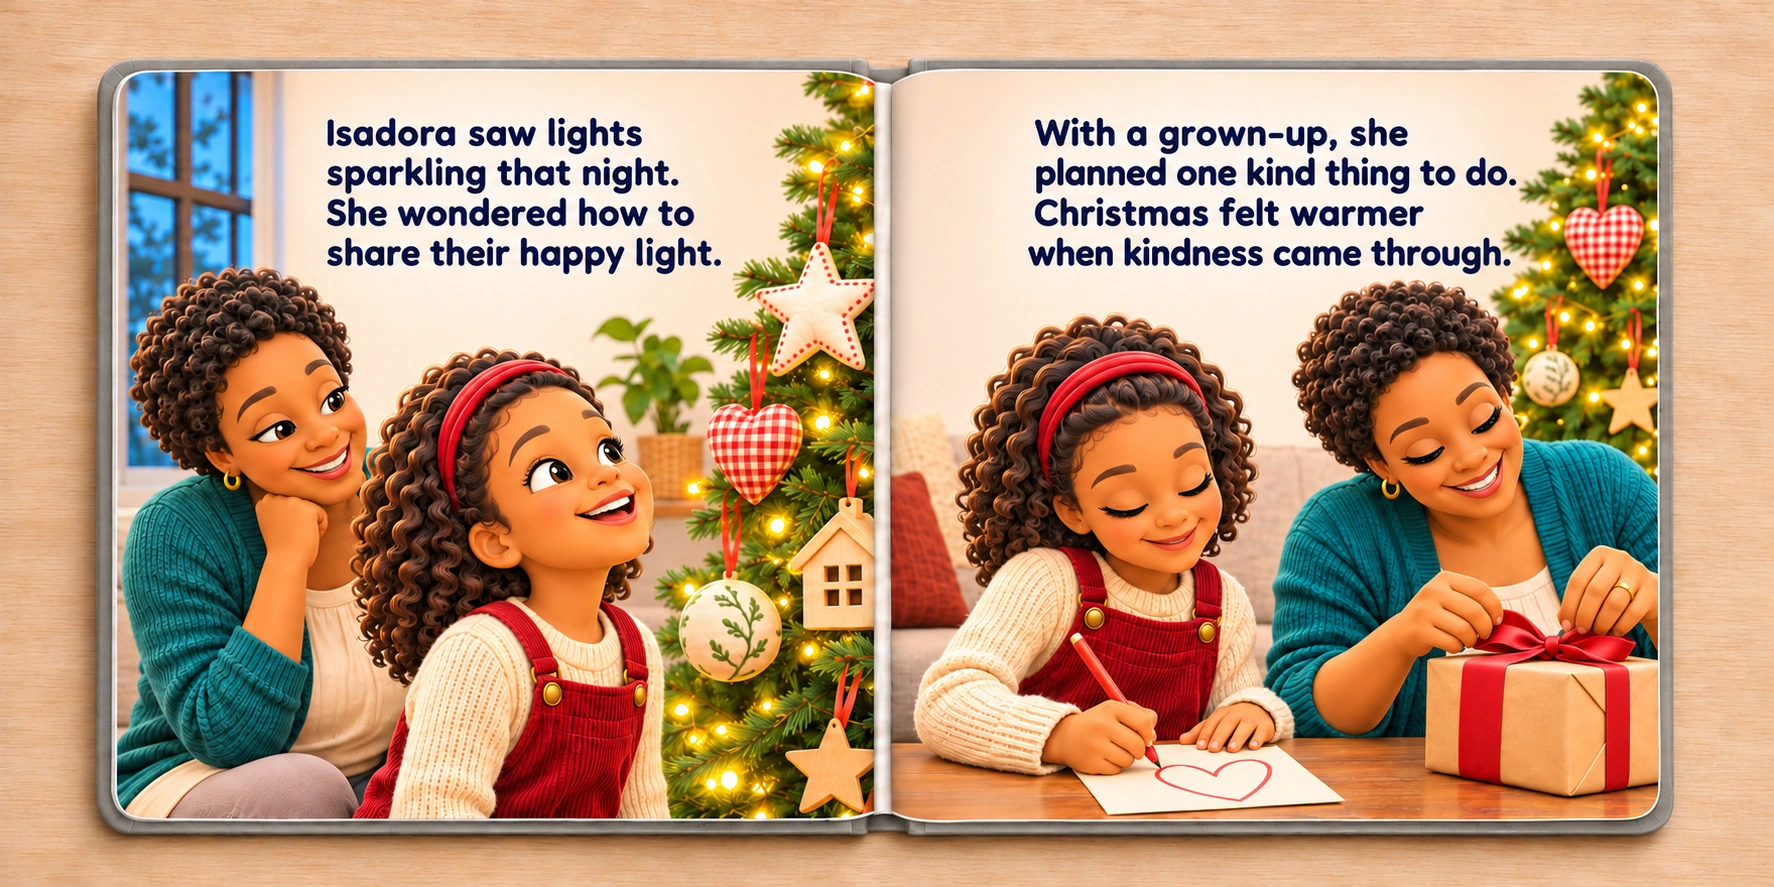 Isadora saw lights
sparkling that night.
She wondered how to
share their happy light.
With a grown-up, she
planned one kind thing to do.
Christmas felt warmer
when kindness came through.